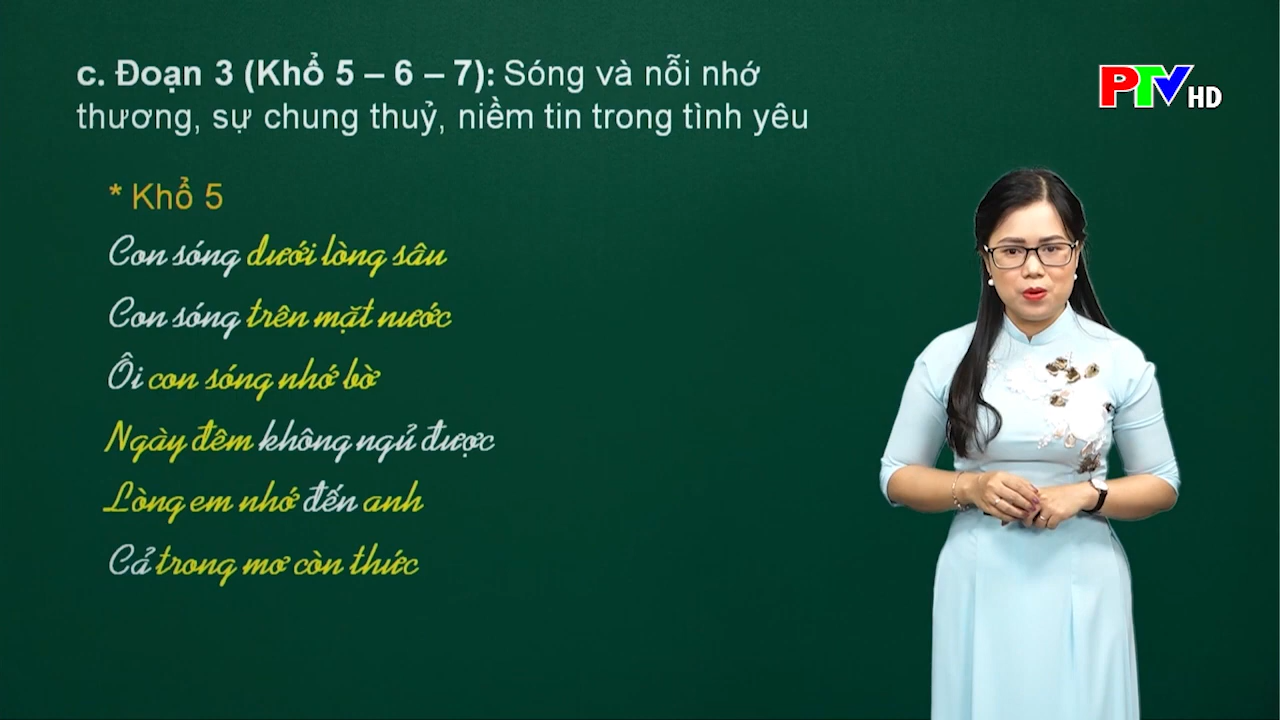 c. Đoạn 3 (Khổ 5 – 6 – 7): Sóng và nỗi nhớ
thương, sự chung thuỷ, niềm tin trong tình yêu
PTV HD
* Khổ 5
Con sóng dưới lòng sâu
Con sóng trên mặt nước
Ôi con sóng nhớ bờ
Ngày đêm không ngủ được
Lòng em nhớ đến anh
Cả trong mơ còn thức